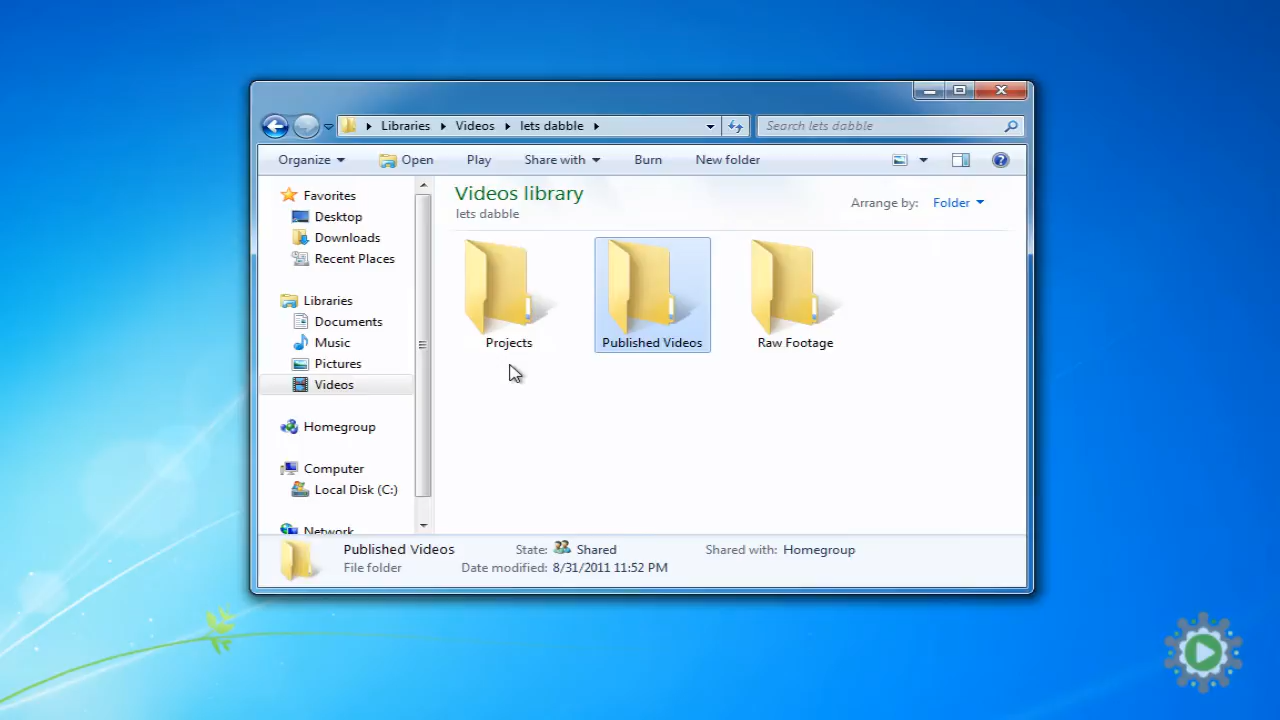 Libraries Videos lets dabble
Search lets dabble
Organize Open Play Share with Burn New folder
Favorites
Desktop
Downloads
Recent Places
Libraries
Documents
Music
Pictures
Videos
Homegroup
Computer
Local Disk (C:)
Network
Videos library
lets dabble
Arrange by: Folder
Projects
Published Videos
Raw Footage
Published Videos State: Shared Shared with: Homegroup
File folder Date modified: 8/31/2011 11:52 PM